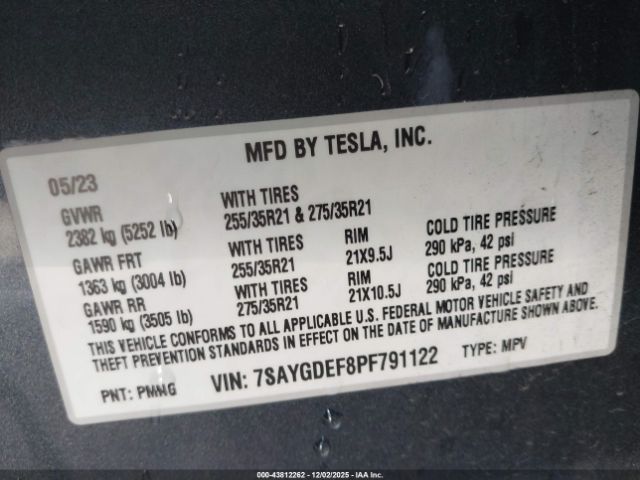 MFD BY TESLA, INC.
05/23
GVWR WITH TIRES
2382 kg (5252 lb) 255/35R21 & 275/35R21
GAWR FRT WITH TIRES RIM COLD TIRE PRESSURE
1363 kg (3004 lb) 255/35R21 21X9.5J 290 kPa, 42 psi
GAWR RR WITH TIRES RIM COLD TIRE PRESSURE
1590 kg (3505 lb) 275/35R21 21X10.5J 290 kPa, 42 psi
THIS VEHICLE CONFORMS TO ALL APPLICABLE U.S. FEDERAL MOTOR VEHICLE SAFETY AND
THEFT PREVENTION STANDARDS IN EFFECT ON THE DATE OF MANUFACTURE SHOWN ABOVE.
PNT: PMNG VIN: 7SAYGDEF8PF791122 TYPE: MPV
000-43812262 • 12/02/2025 • IAA Inc.